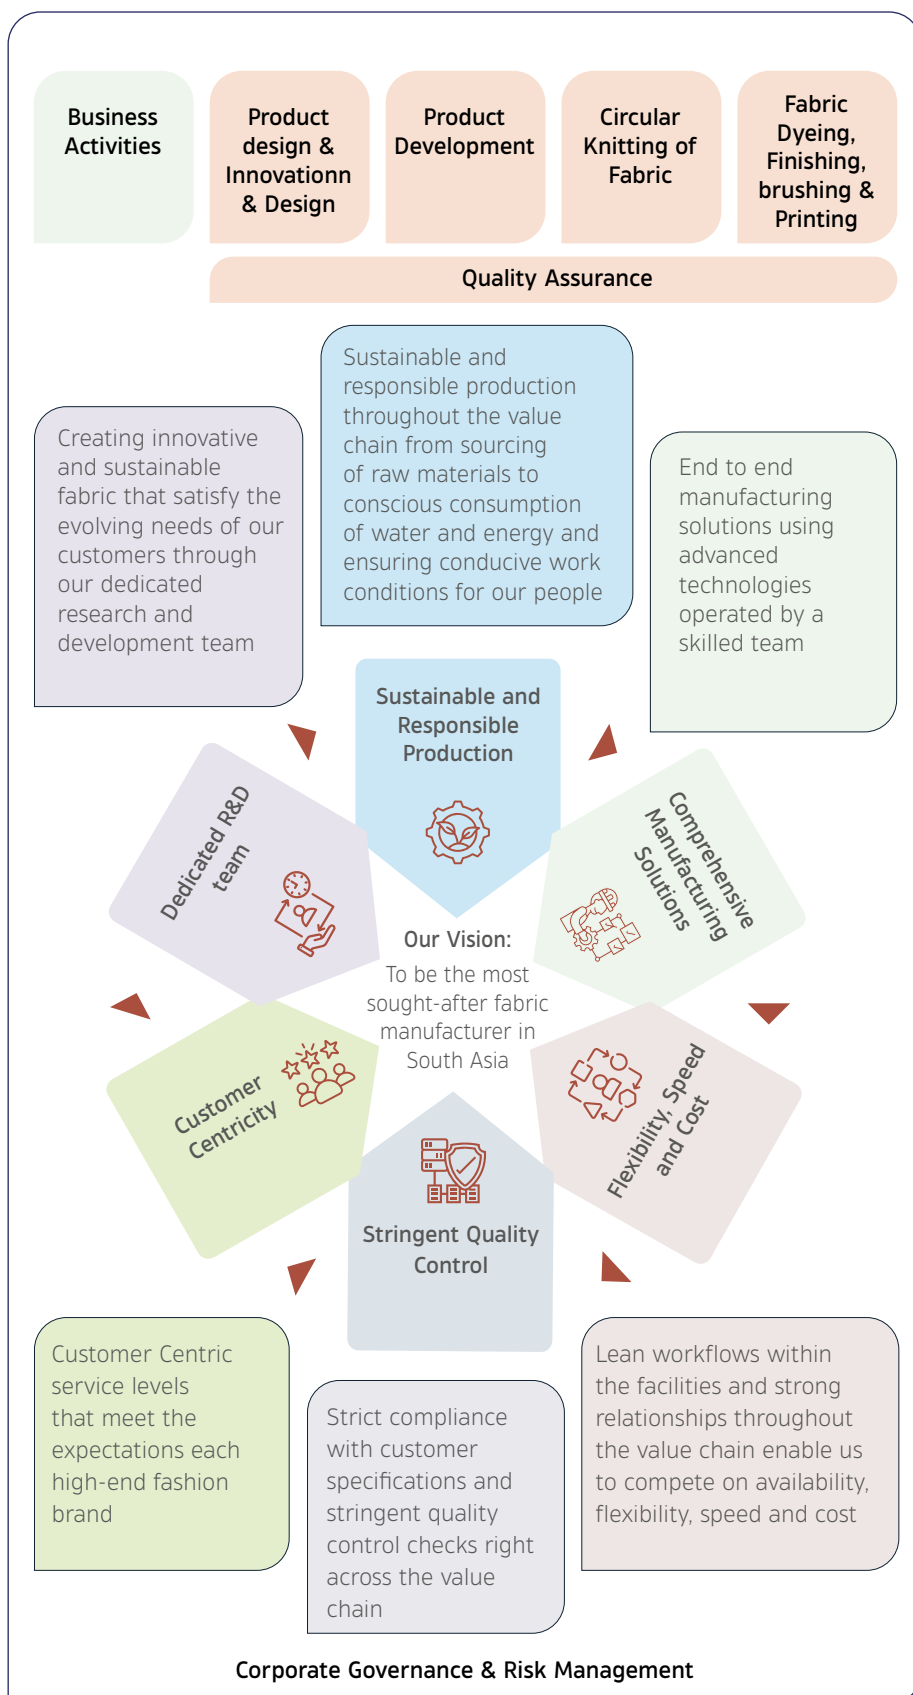 Business
Activities
Product
design &
Innovationn
& Design
Product
Development
Circular
Knitting of
Fabric
Fabric
Dyeing,
Finishing,
brushing &
Printing
Quality Assurance
Creating innovative
and sustainable
fabric that satisfy the
evolving needs of our
customers through
our dedicated
research and
development team
Sustainable and
responsible production
throughout the value
chain from sourcing
of raw materials to
conscious consumption
of water and energy and
ensuring conducive work
conditions for our people
End to end
manufacturing
solutions using
advanced
technologies
operated by a
skilled team
Sustainable and
Responsible
Production
Dedicated R&D
team
Comprehensive
Manufacturing
Solutions
Our Vision:
To be the most
sought-after fabric
manufacturer in
South Asia
Customer
Centricity
Flexibility, Speed
and Cost
Stringent Quality
Control
Customer Centric
service levels
that meet the
expectations each
high-end fashion
brand
Strict compliance
with customer
specifications and
stringent quality
control checks right
across the value
chain
Lean workflows within
the facilities and strong
relationships throughout
the value chain enable us
to compete on availability,
flexibility, speed and cost
Corporate Governance & Risk Management